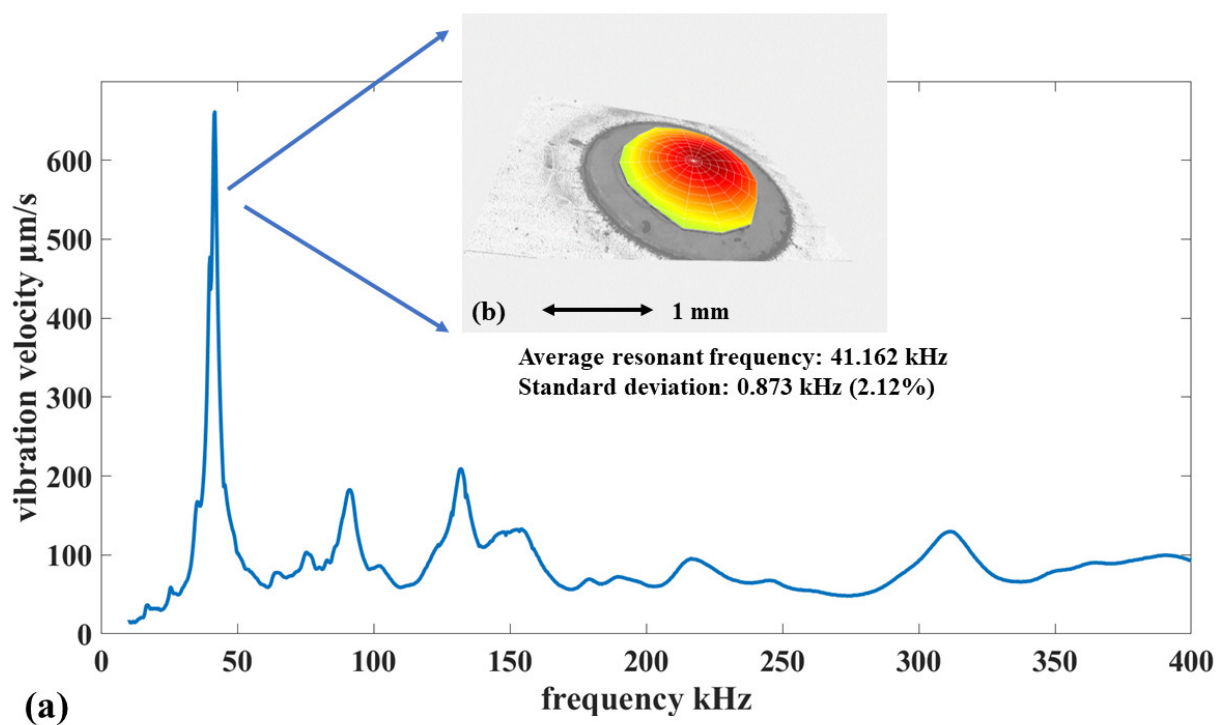 vibration velocity μm/s
600
500
400
300
200
100
0
(b)
1 mm
Average resonant frequency: 41.162 kHz
Standard deviation: 0.873 kHz (2.12%)
0 50 100 150 200 250 300 350 400
frequency kHz
(a)